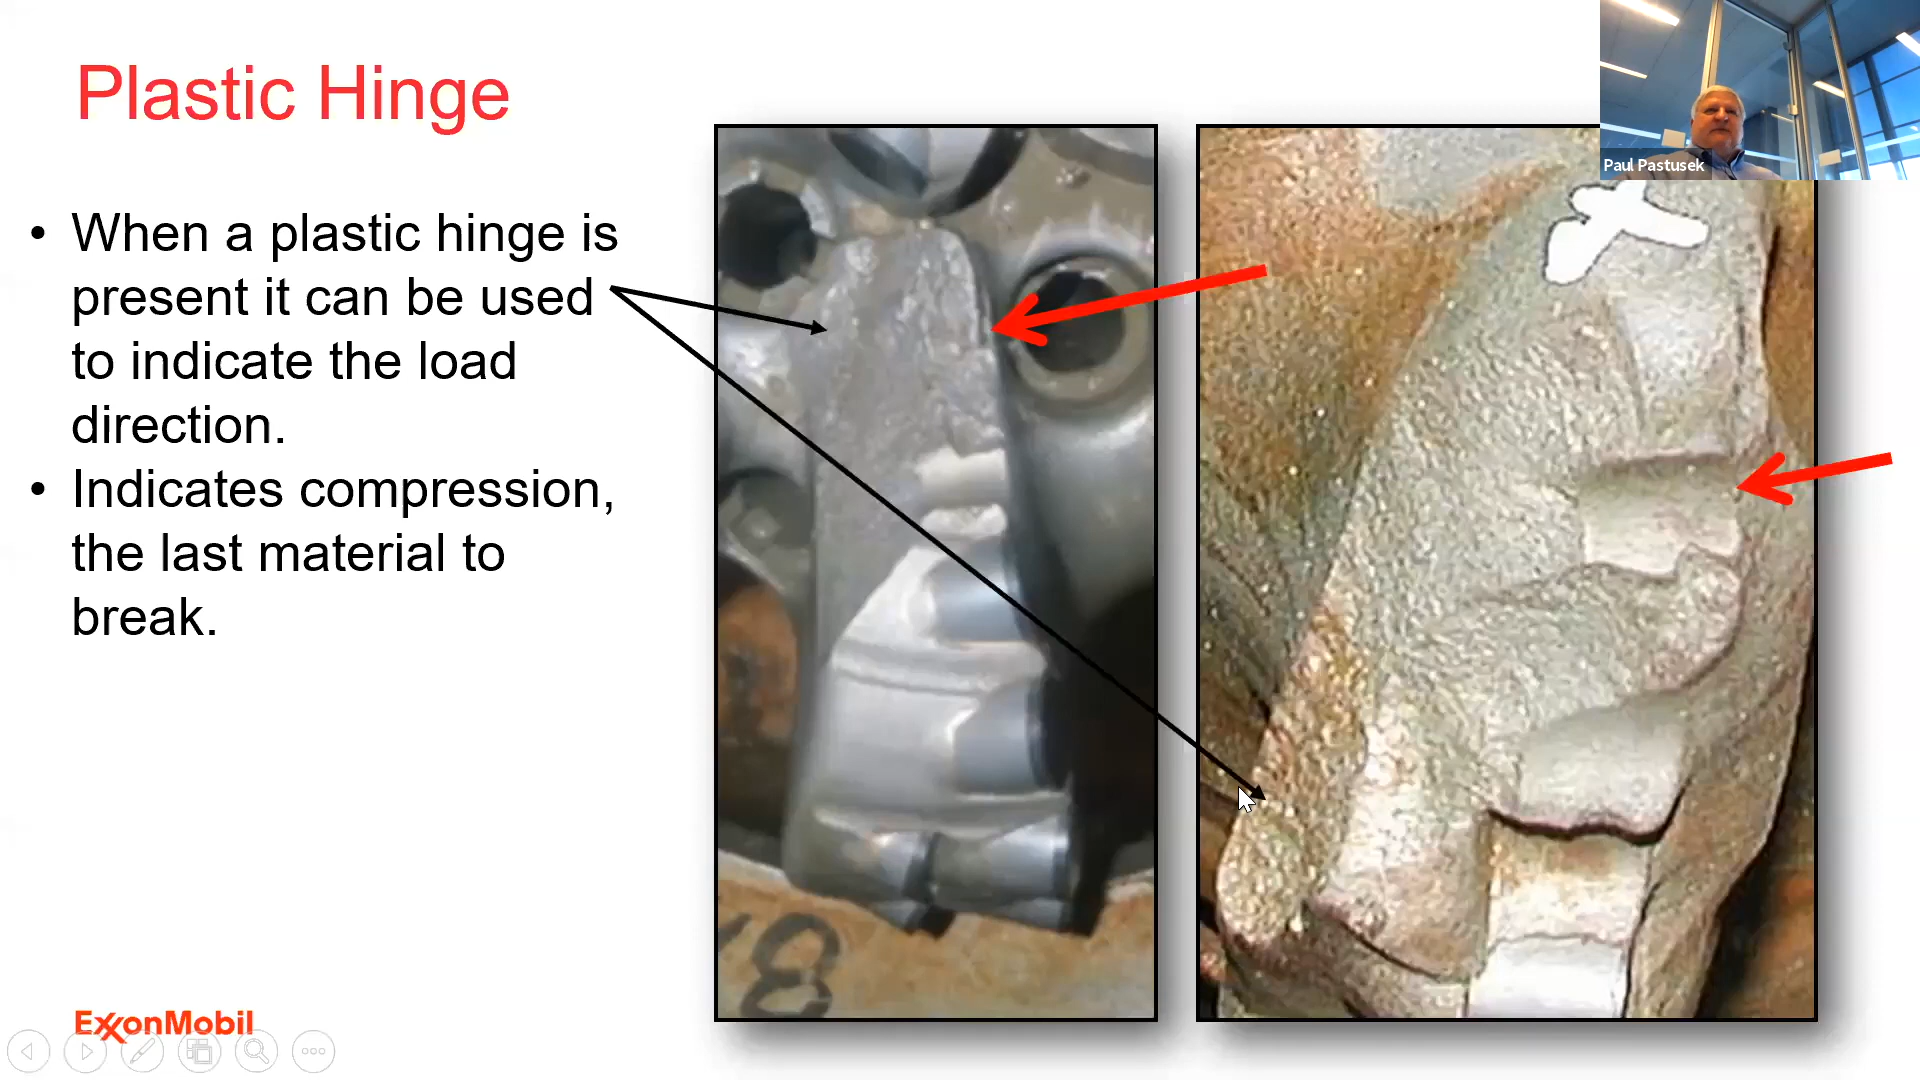 Plastic Hinge
Paul Pastusek
• When a plastic hinge is
present it can be used
to indicate the load
direction.
• Indicates compression,
the last material to
break.
8
ExxonMobil